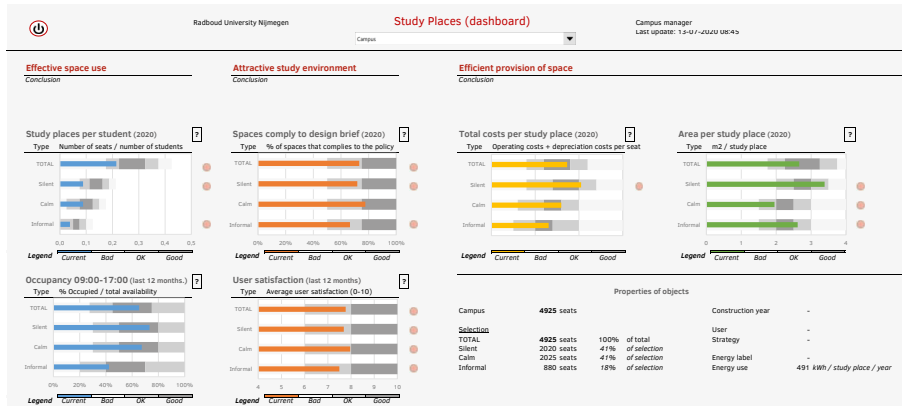 Radboud University Nijmegen
Study Places (dashboard)
Campus manager
Campus
Last update: 13-07-2020 08:45
Effective space use
Conclusion
Attractive study environment
Conclusion
Efficient provision of space
Conclusion
Study places per student (2020) ?
Type Number of seats / number of students
TOTAL
Silent
Calm
Informal
0,0 0,1 0,2 0,3 0,4 0,5
Legend Current Bad OK Good
Spaces comply to design brief (2020) ?
Type % of spaces that complies to the policy
TOTAL
Silent
Calm
Informal
0% 20% 40% 60% 80% 100%
Legend Current Bad OK Good
Total costs per study place (2020) ?
Type Operating costs + depreciation costs per seat
TOTAL
Silent
Calm
Informal
Legend Current Bad OK Good
Area per study place (2020) ?
Type m2 / study place
TOTAL
Silent
Calm
Informal
0 1 2 3 4
Legend Current Bad OK Good
Occupancy 09:00-17:00 (last 12 months.) ?
Type % Occupied / total availability
TOTAL
Silent
Calm
Informal
0% 20% 40% 60% 80% 100%
Legend Current Bad OK Good
User satisfaction (last 12 months) ?
Type Average user satisfaction (0-10)
TOTAL
Silent
Calm
Informal
4 5 6 7 8 9 10
Legend Current Bad OK Good
Properties of objects
Campus 4925 seats Construction year -
Selection User -
TOTAL 4925 seats 100% of total Strategy -
Silent 2020 seats 41% of selection
Calm 2025 seats 41% of selection Energy label -
Informal 880 seats 18% of selection Energy use 491 kWh / study place / year